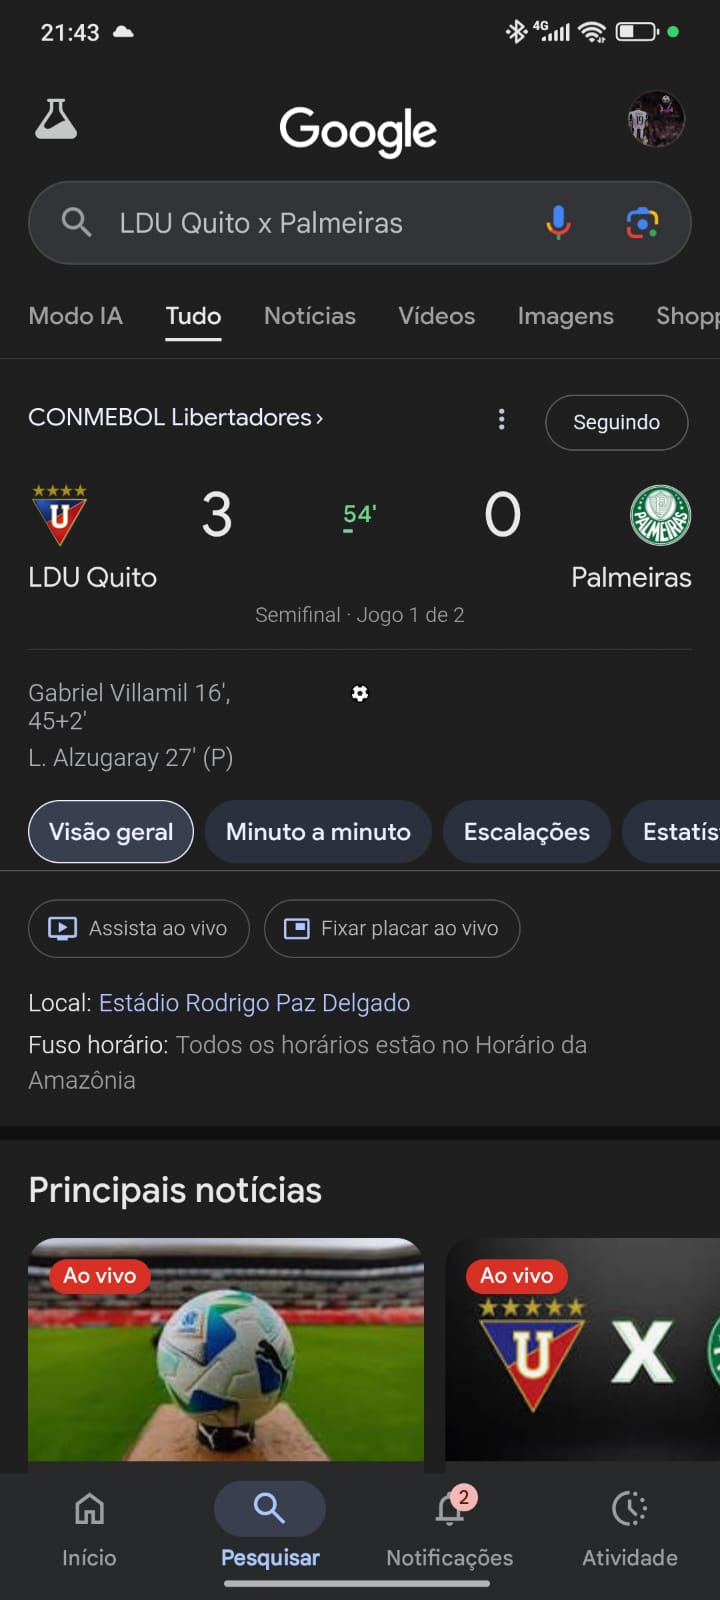 21:43
4G
Google
LDU Quito x Palmeiras
Modo IA Tudo Notícias Vídeos Imagens Shopp
CONMEBOL Libertadores ›
Seguindo
U
3 54' 0
PALMEIRAS
LDU Quito Palmeiras
Semifinal · Jogo 1 de 2
Gabriel Villamil 16',
45+2'
L. Alzugaray 27' (P)
Visão geral Minuto a minuto Escalações Estatís
Assista ao vivo Fixar placar ao vivo
Local: Estádio Rodrigo Paz Delgado
Fuso horário: Todos os horários estão no Horário da
Amazônia
Principais notícias
Ao vivo
Ao vivo
U X
2
Início Pesquisar Notificações Atividade